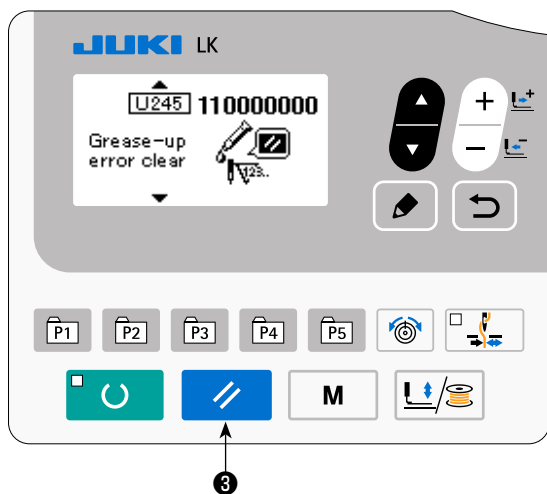 JUKI LK
U245 110000000
Grease-up
error clear
123..
+
−
P1 P2 P3 P4 P5
M
3